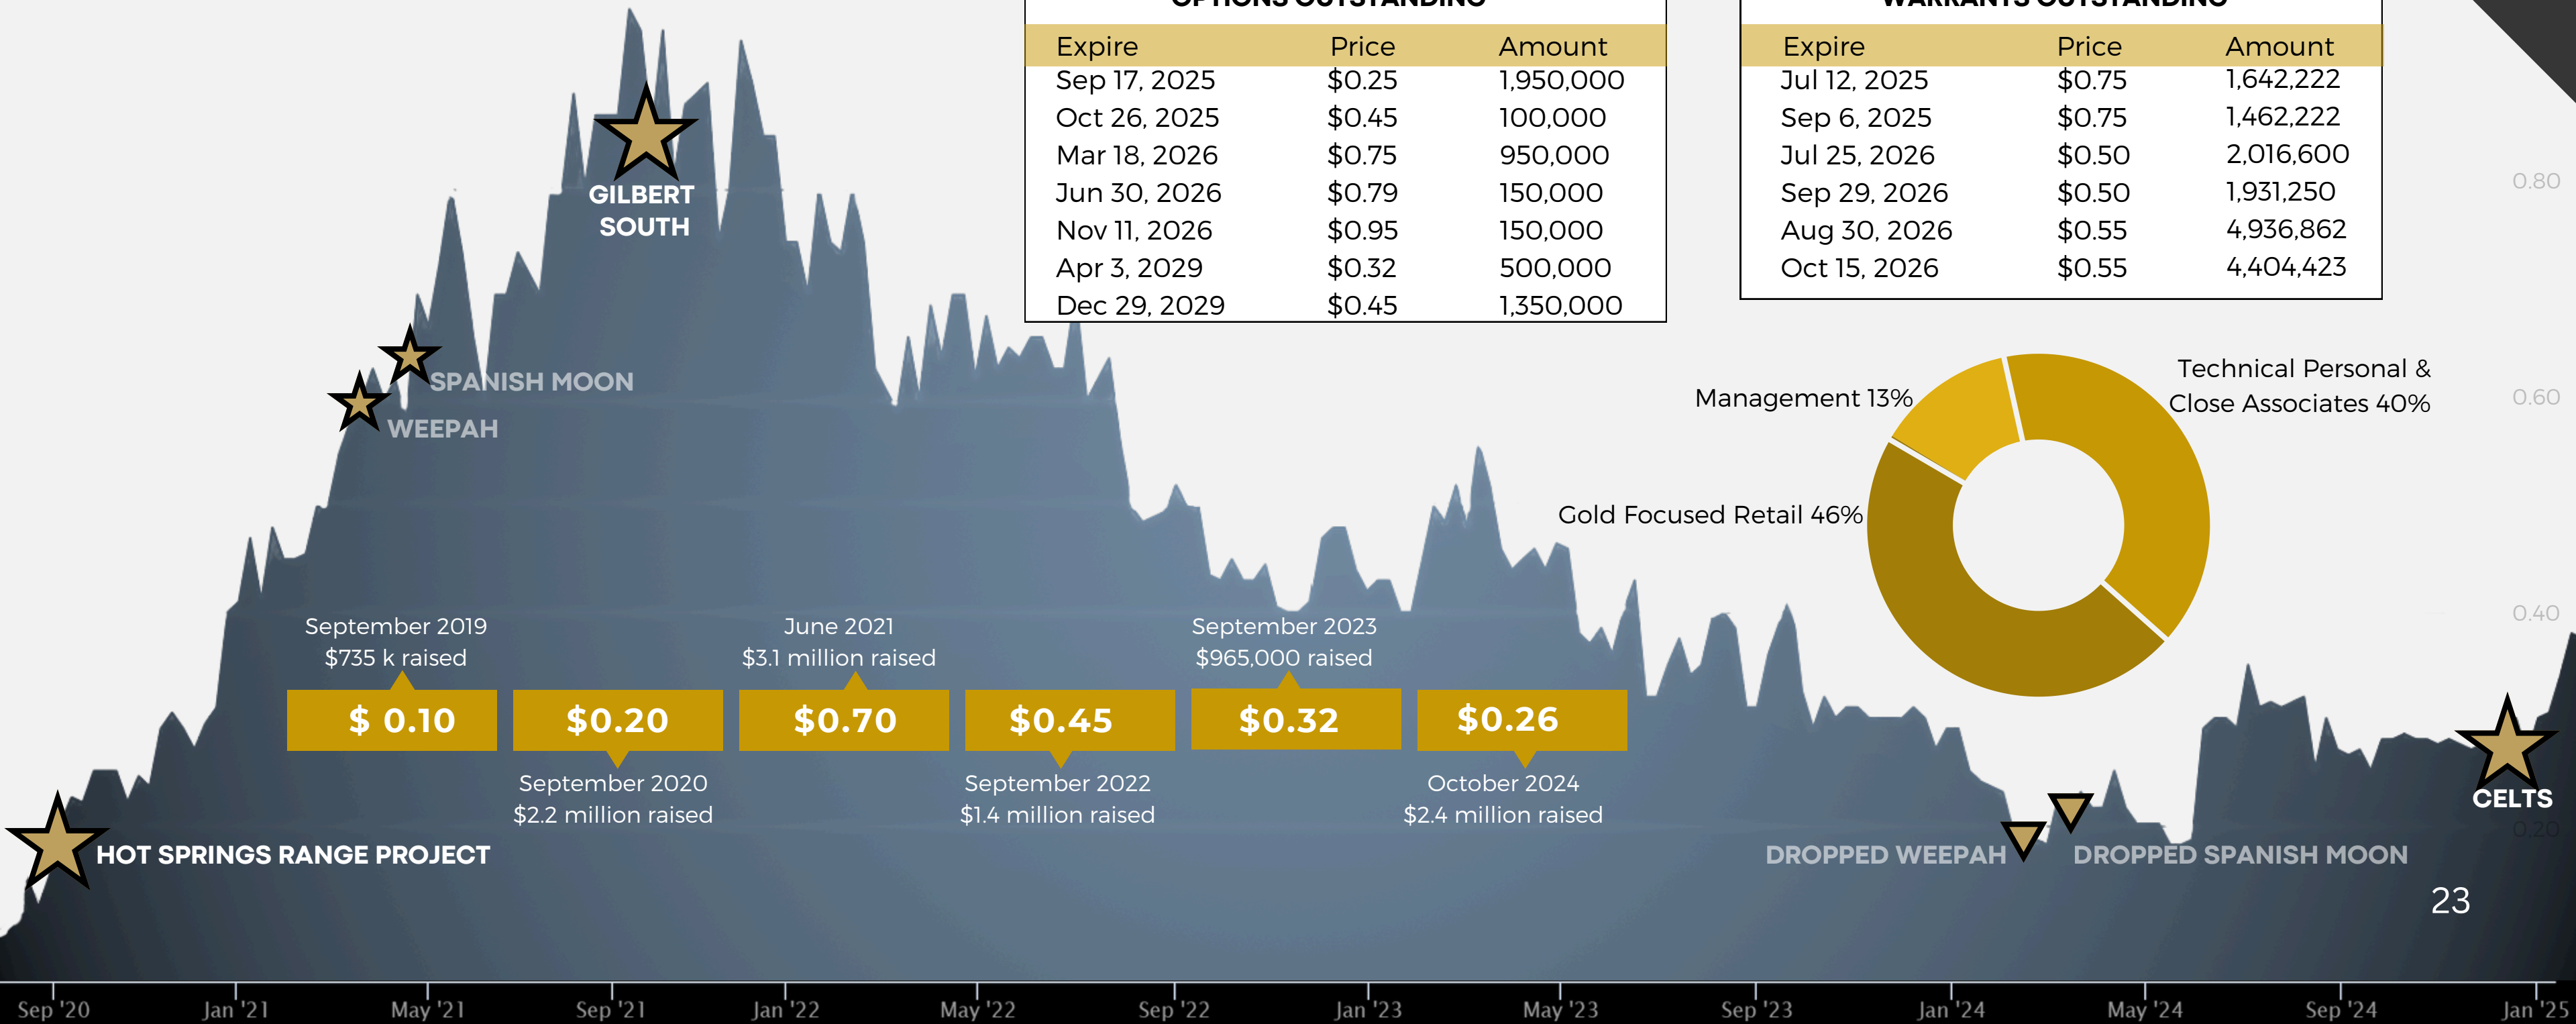 OPTIONS OUTSTANDING
Expire Price Amount
Sep 17, 2025 $0.25 1,950,000
Oct 26, 2025 $0.45 100,000
Mar 18, 2026 $0.75 950,000
Jun 30, 2026 $0.79 150,000
Nov 11, 2026 $0.95 150,000
Apr 3, 2029 $0.32 500,000
Dec 29, 2029 $0.45 1,350,000
WARRANTS OUTSTANDING
Expire Price Amount
Jul 12, 2025 $0.75 1,642,222
Sep 6, 2025 $0.75 1,462,222
Jul 25, 2026 $0.50 2,016,600
Sep 29, 2026 $0.50 1,931,250
Aug 30, 2026 $0.55 4,936,862
Oct 15, 2026 $0.55 4,404,423
0.80
0.60
0.40
0.20
GILBERT
SOUTH
SPANISH MOON
WEEPAH
Management 13%
Technical Personal &
Close Associates 40%
Gold Focused Retail 46%
September 2019
$735 k raised
$ 0.10
$0.20
September 2020
$2.2 million raised
June 2021
$3.1 million raised
$0.70
$0.45
September 2022
$1.4 million raised
September 2023
$965,000 raised
$0.32
$0.26
October 2024
$2.4 million raised
HOT SPRINGS RANGE PROJECT
DROPPED WEEPAH
DROPPED SPANISH MOON
CELTS
23
Sep '20 Jan '21 May '21 Sep '21 Jan '22 May '22 Sep '22 Jan '23 May '23 Sep '23 Jan '24 May '24 Sep '24 Jan '25